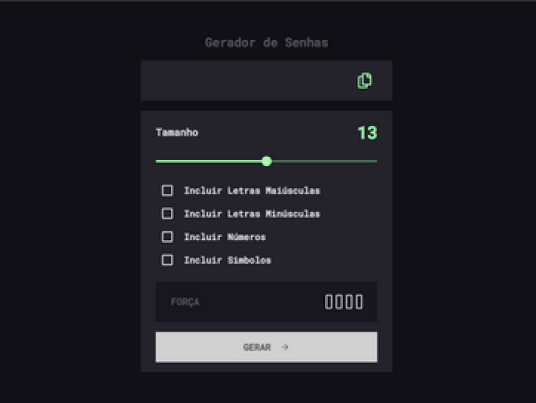 Gerador de Senhas
Tamanho 13
Incluir Letras Maiúsculas
Incluir Letras Minúsculas
Incluir Números
Incluir Símbolos
FORÇA
GERAR →